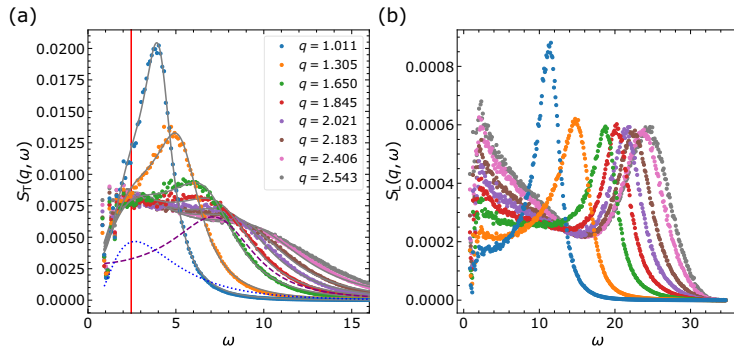 (a)
0.0200
0.0175
0.0150
0.0125
0.0100
0.0075
0.0050
0.0025
0.0000
S_T(q, ω)
0 5 10 15
ω
q = 1.011
q = 1.305
q = 1.650
q = 1.845
q = 2.021
q = 2.183
q = 2.406
q = 2.543
(b)
0.0008
0.0006
0.0004
0.0002
0.0000
S_L(q, ω)
0 10 20 30
ω